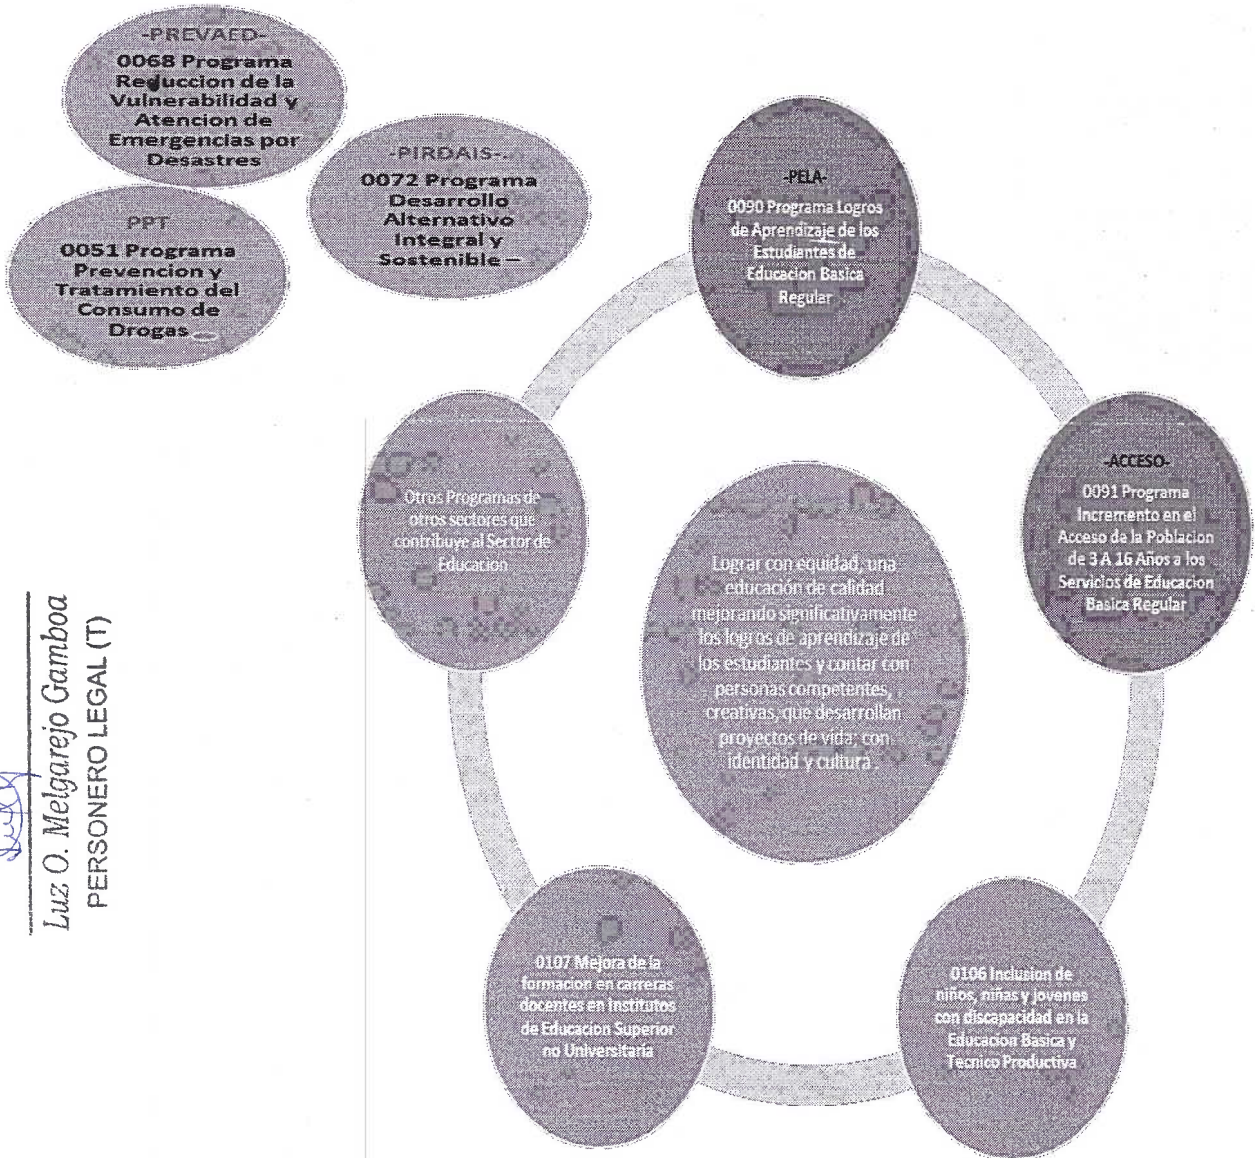 -PREVAED-
0068 Programa
Reduccion de la
Vulnerabilidad y
Atencion de
Emergencias por
Desastres
-PIRDAIS-
0072 Programa
Desarrollo
Alternativo
Integral y
Sostenible –
PPT
0051 Programa
Prevencion y
Tratamiento del
Consumo de
Drogas
-PELA-
0090 Programa Logros
de Aprendizaje de los
Estudiantes de
Educacion Basica
Regular
-ACCESO-
0091 Programa
Incremento en el
Acceso de la Poblacion
de 3 A 16 Años a los
Servicios de Educacion
Basica Regular
Otros Programas de
otros sectores que
contribuye al Sector de
Educacion
Lograr con equidad, una
educación de calidad
mejorando significativamente
los logros de aprendizaje de
los estudiantes y contar con
personas competentes,
creativas, que desarrollan
proyectos de vida; con
identidad y cultura .
0107 Mejora de la
formacion en carreras
docentes en Institutos
de Educacion Superior
no Universitaria
0106 Inclusion de
niños, niñas y jovenes
con discapacidad en la
Educacion Basica y
Tecnico Productiva
Luz O. Melgarejo Gamboa
PERSONERO LEGAL (T)